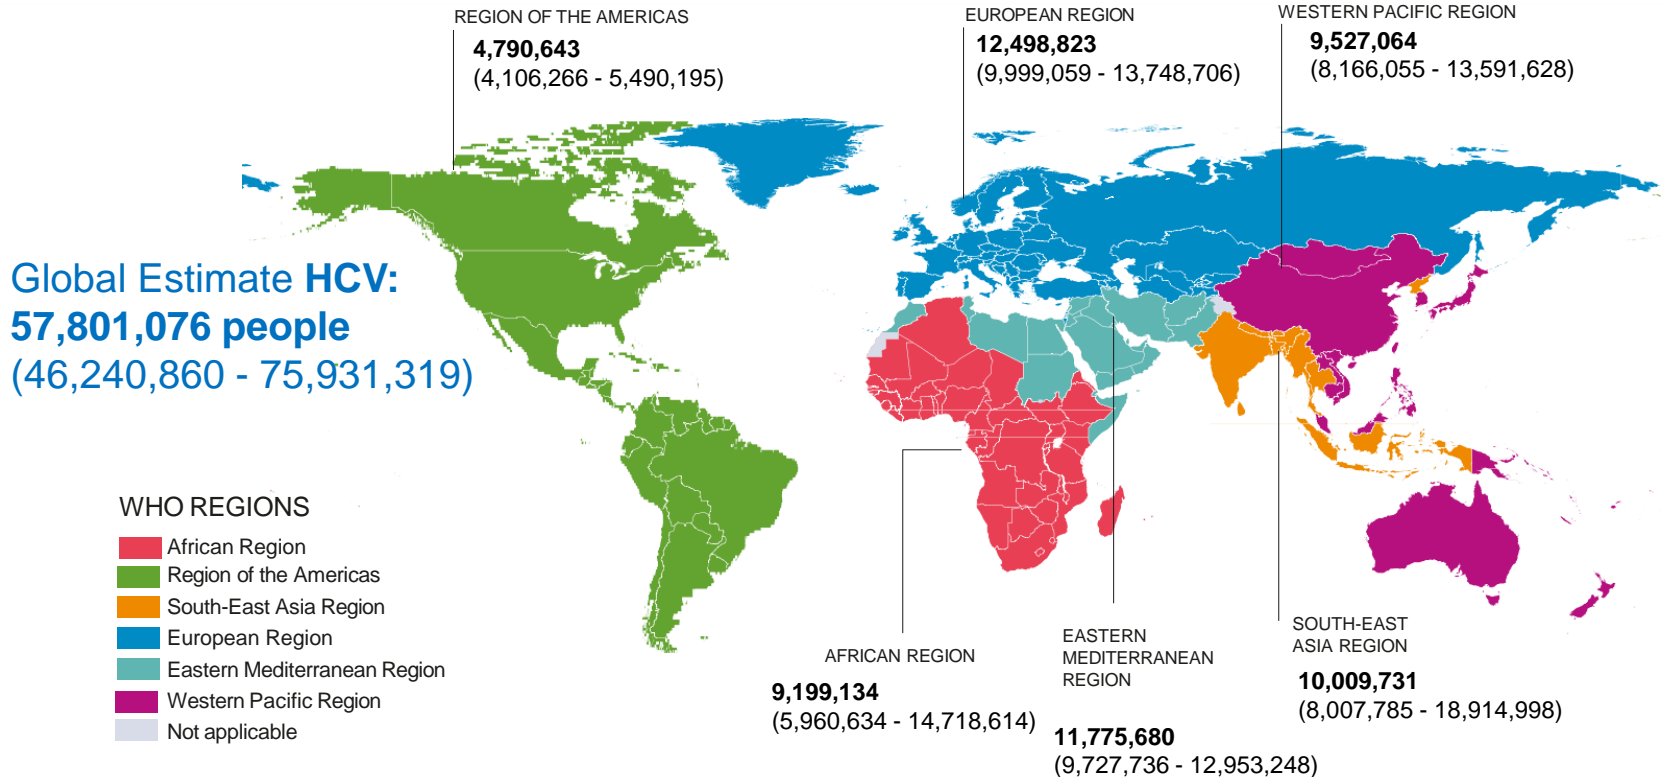 REGION OF THE AMERICAS
4,790,643
(4,106,266 - 5,490,195)
EUROPEAN REGION
12,498,823
(9,999,059 - 13,748,706)
WESTERN PACIFIC REGION
9,527,064
(8,166,055 - 13,591,628)
Global Estimate HCV:
57,801,076 people
(46,240,860 - 75,931,319)
WHO REGIONS
African Region
Region of the Americas
South-East Asia Region
European Region
Eastern Mediterranean Region
Western Pacific Region
Not applicable
AFRICAN REGION
9,199,134
(5,960,634 - 14,718,614)
EASTERN
MEDITERRANEAN
REGION
11,775,680
(9,727,736 - 12,953,248)
SOUTH-EAST
ASIA REGION
10,009,731
(8,007,785 - 18,914,998)